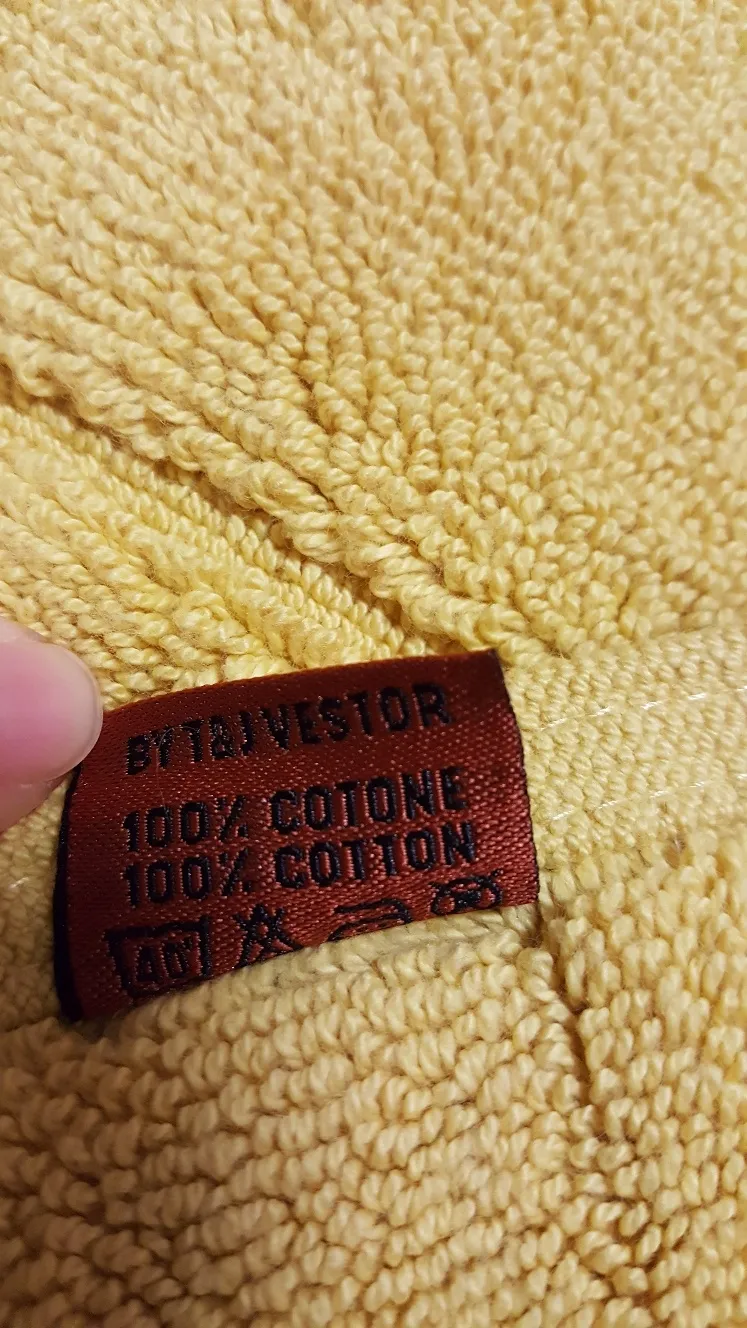 BY T&J VESTOR
100% COTONE
100% COTTON
40°